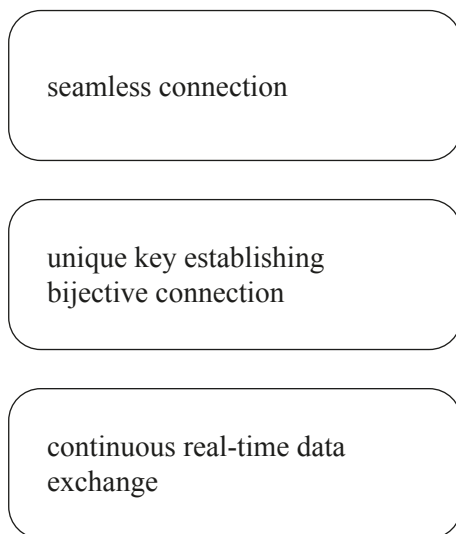 seamless connection
unique key establishing
bijective connection
continuous real-time data
exchange